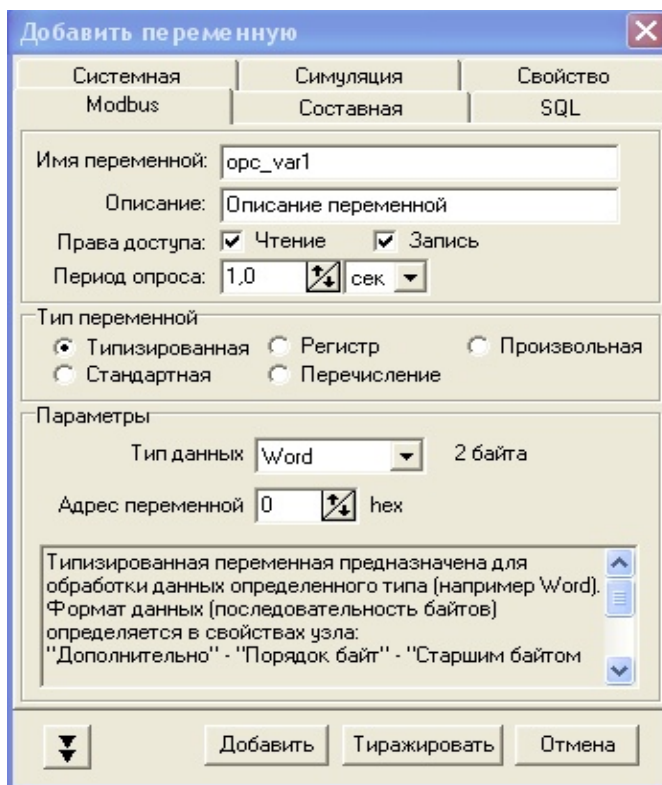 Добавить переменную
Системная Симуляция Свойство
Modbus Составная SQL
Имя переменной: opc_var1
Описание: Описание переменной
Права доступа: Чтение Запись
Период опроса: 1,0 сек
Тип переменной
Типизированная Регистр Произвольная
Стандартная Перечисление
Параметры
Тип данных Word 2 байта
Адрес переменной 0 hex
Типизированная переменная предназначена для
обработки данных определенного типа (например Word).
Формат данных (последовательность байтов)
определяется в свойствах узла:
"Дополнительно" - "Порядок байт" - "Старшим байтом
Добавить Тиражировать Отмена